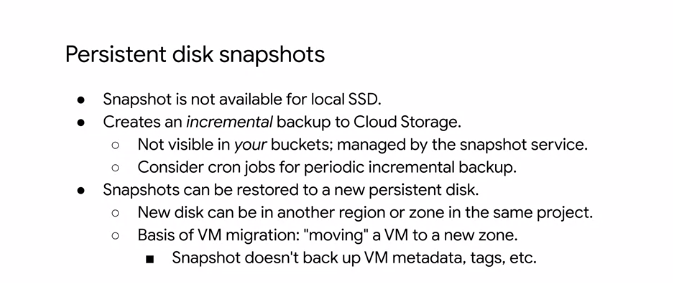 Persistent disk snapshots
● Snapshot is not available for local SSD.
● Creates an incremental backup to Cloud Storage.
○ Not visible in your buckets; managed by the snapshot service.
○ Consider cron jobs for periodic incremental backup.
● Snapshots can be restored to a new persistent disk.
○ New disk can be in another region or zone in the same project.
○ Basis of VM migration: "moving" a VM to a new zone.
■ Snapshot doesn't back up VM metadata, tags, etc.